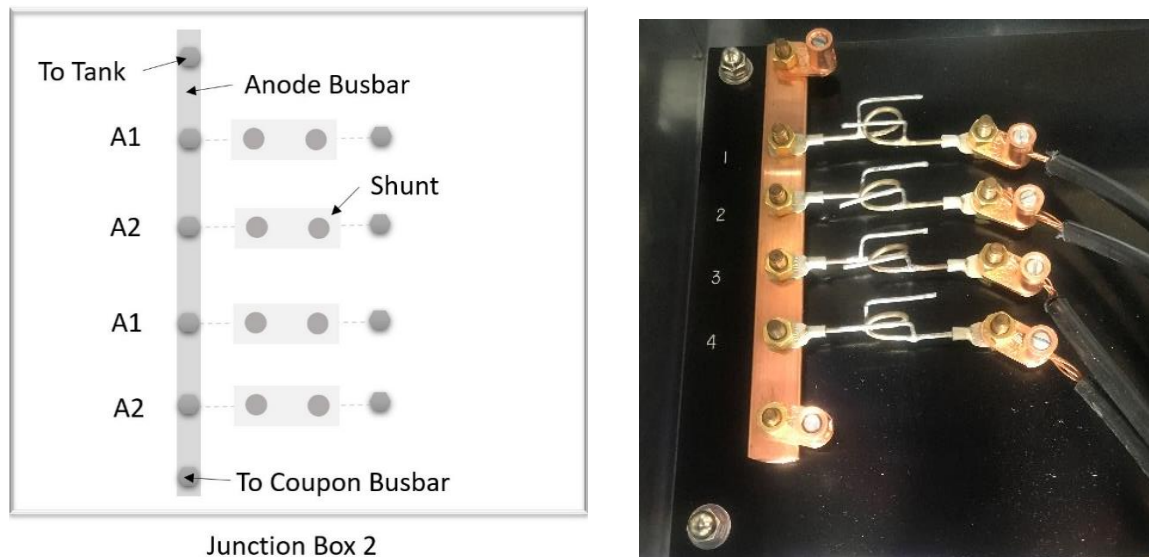 To Tank
Anode Busbar
A1
Shunt
A2
A1
A2
To Coupon Busbar
Junction Box 2
1
2
3
4